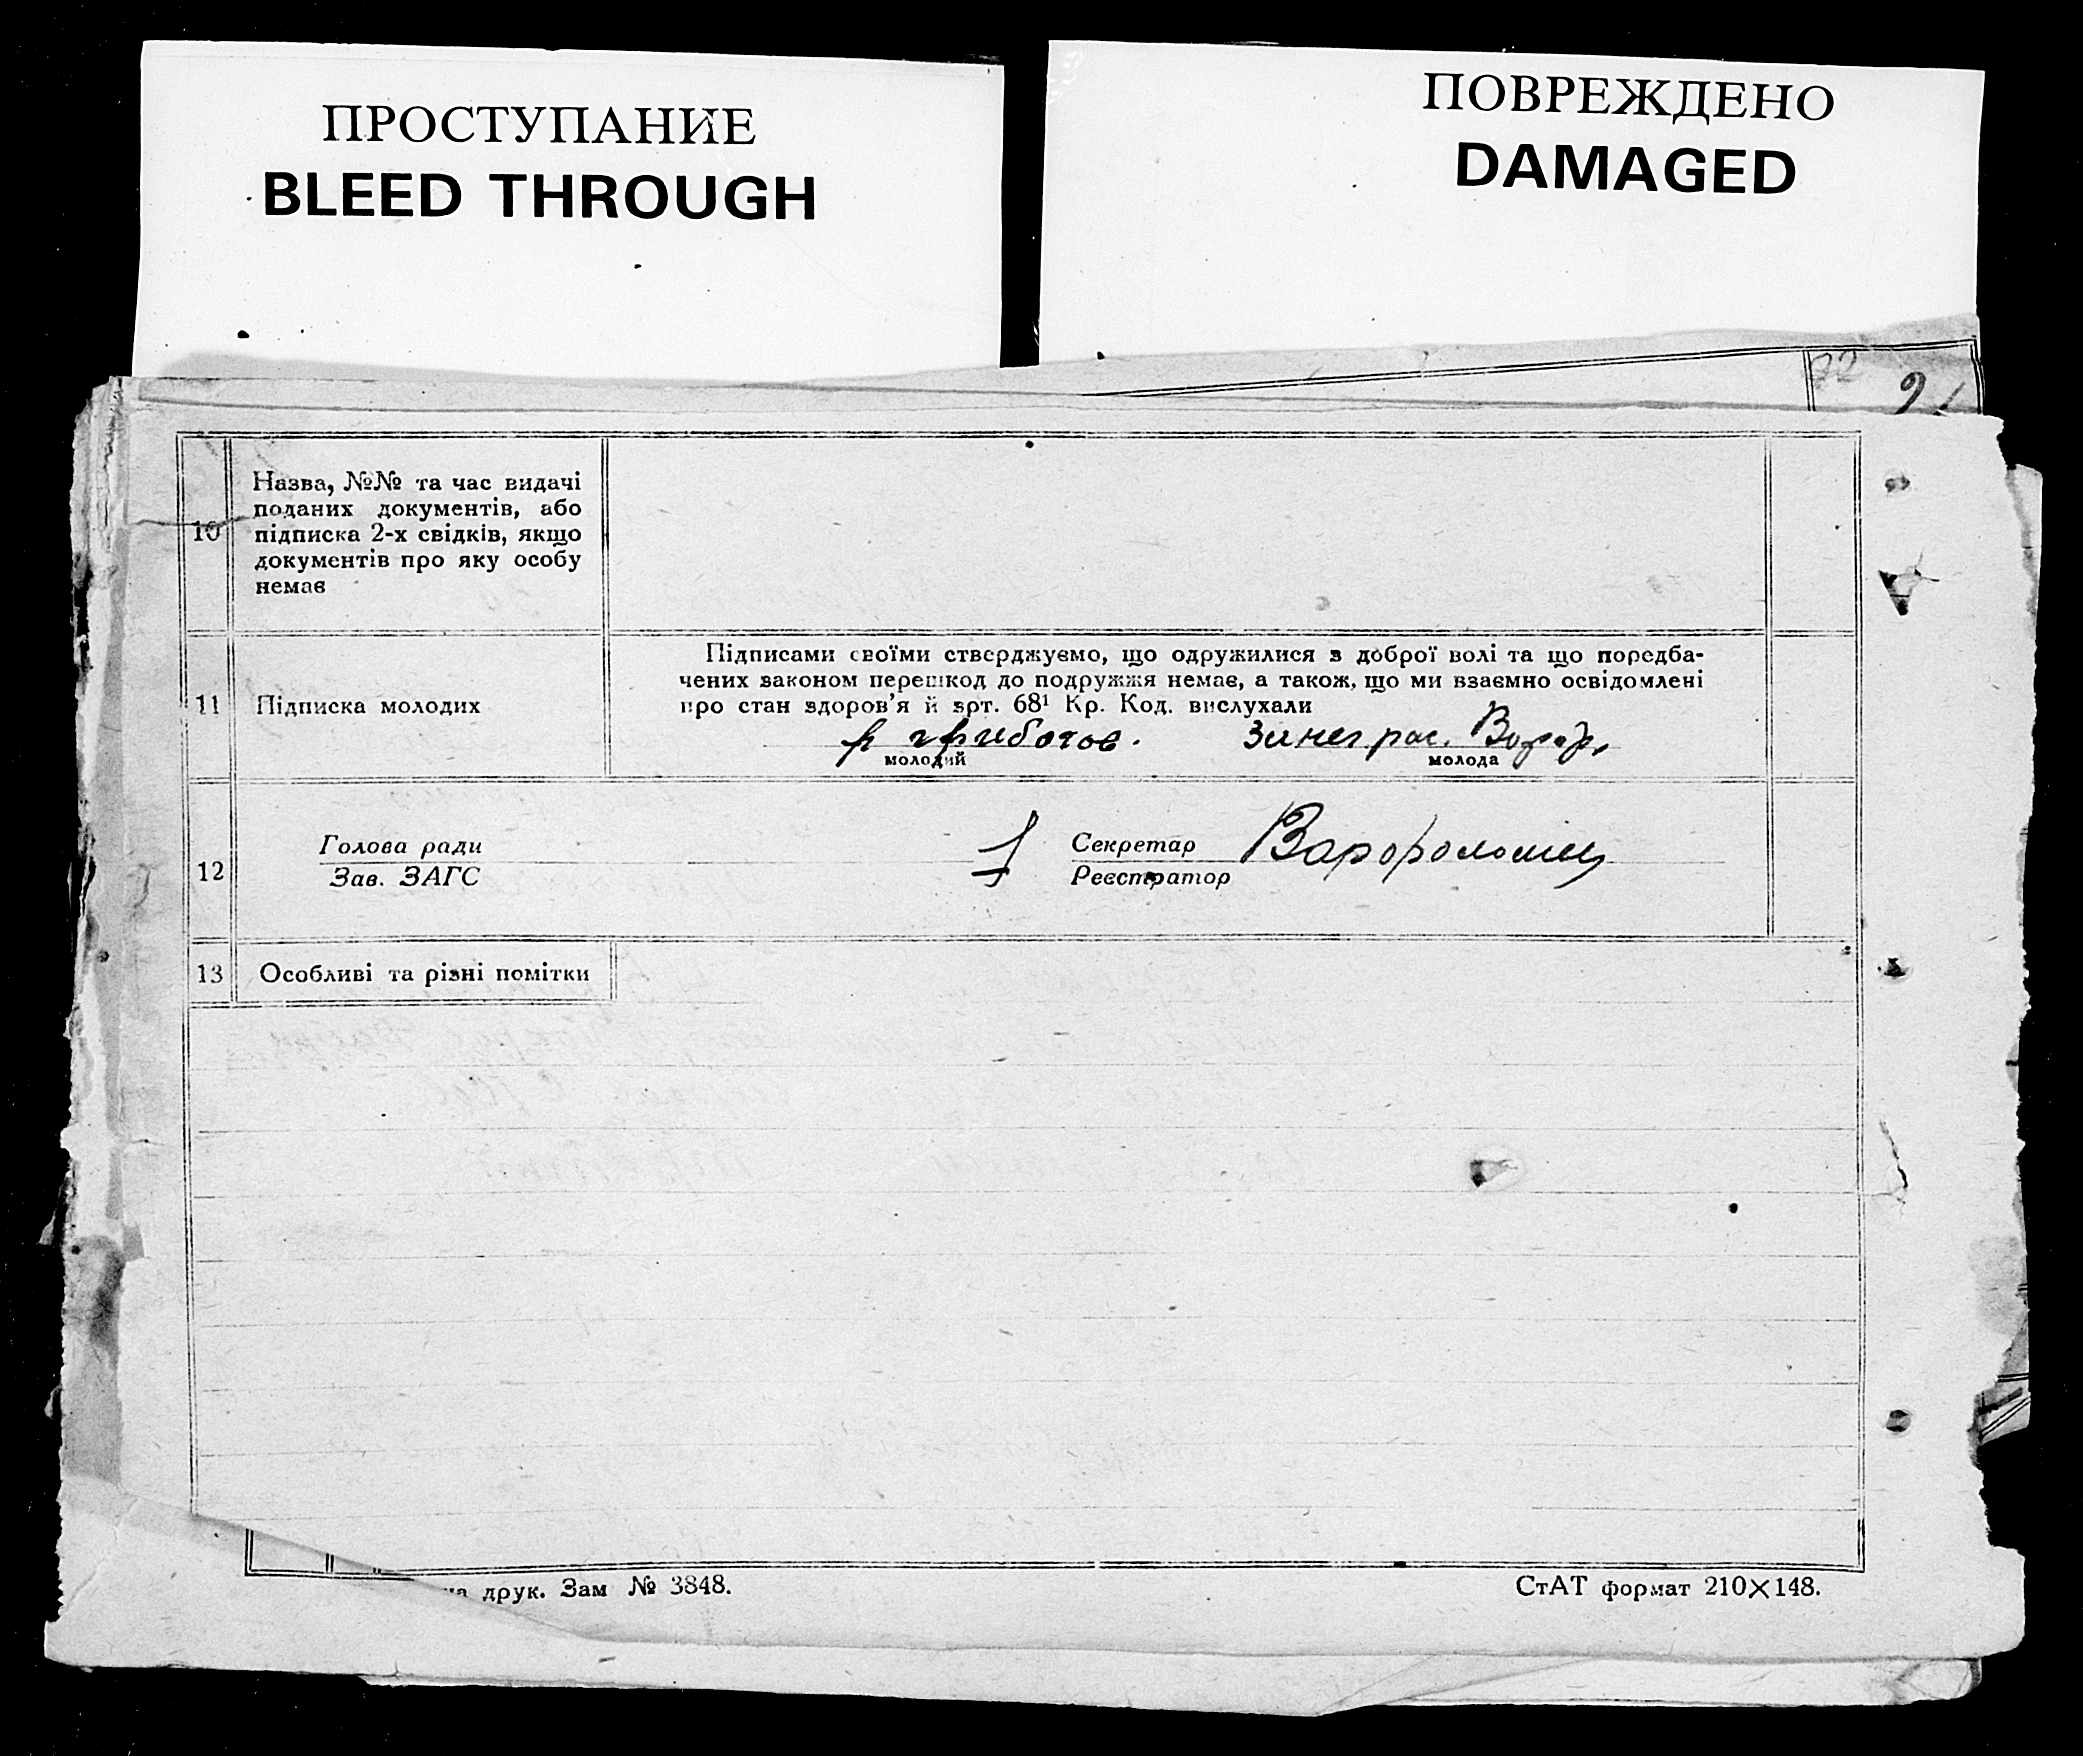 ПРОСТУПАНИЕ
BLEED THROUGH
ПОВРЕЖДЕНО
DAMAGED
22
10
Назва, №№ та час видачі
поданих документів, або
підписка 2-х свідків, якщо
документів про яку особу
немає
11
Підписка молодих
Підписами своїми стверджуємо, що одружилися з доброї волі та що передба-
чених законом перешкод до подружжя немає, а також, що ми взаємно освідомлені
про стан здоров'я й арт. 68¹ Кр. Код. вислухали
гриботов.
молодий
молода
12
Голова ради
Зав. ЗАГС
Секретар
Реєстратор
13
Особливі та різні помітки
друк. Зам № 3848.
СтАТ формат 210×148.